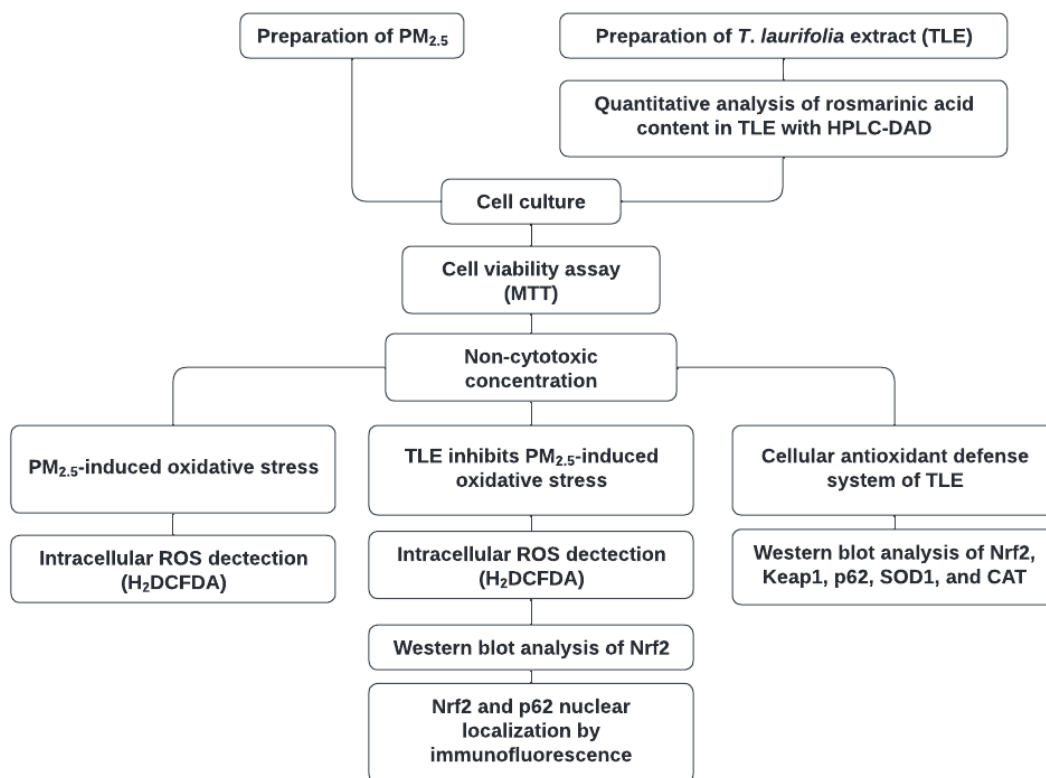 Preparation of PM2.5
Preparation of T. laurifolia extract (TLE)
Quantitative analysis of rosmarinic acid
content in TLE with HPLC-DAD
Cell culture
Cell viability assay
(MTT)
Non-cytotoxic
concentration
PM2.5-induced oxidative stress
Intracellular ROS dectection
(H2DCFDA)
TLE inhibits PM2.5-induced
oxidative stress
Intracellular ROS dectection
(H2DCFDA)
Western blot analysis of Nrf2
Nrf2 and p62 nuclear
localization by
immunofluorescence
Cellular antioxidant defense
system of TLE
Western blot analysis of Nrf2,
Keap1, p62, SOD1, and CAT